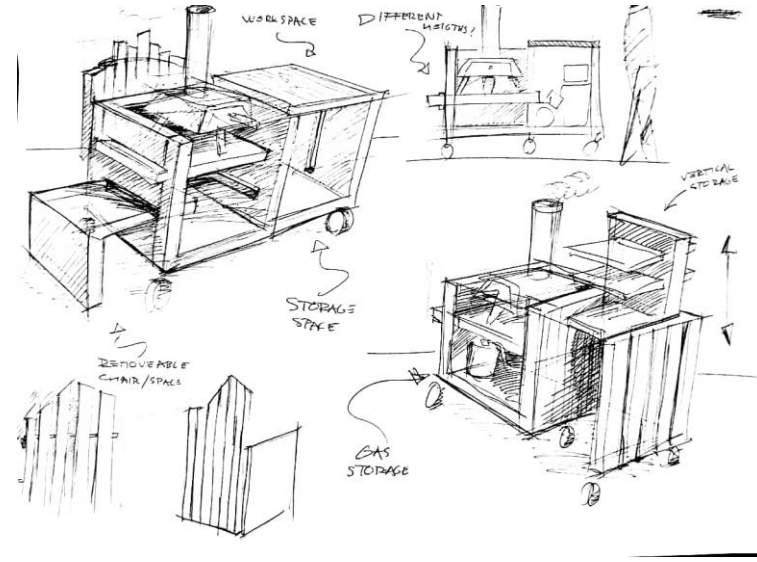 WORKSPACE
DIFFERENT
HEIGTHS!
VERTICAL
STORAGE
STORAGE
SPACE
REMOVEABLE
CHAIR/SPACE
GAS
STORAGE